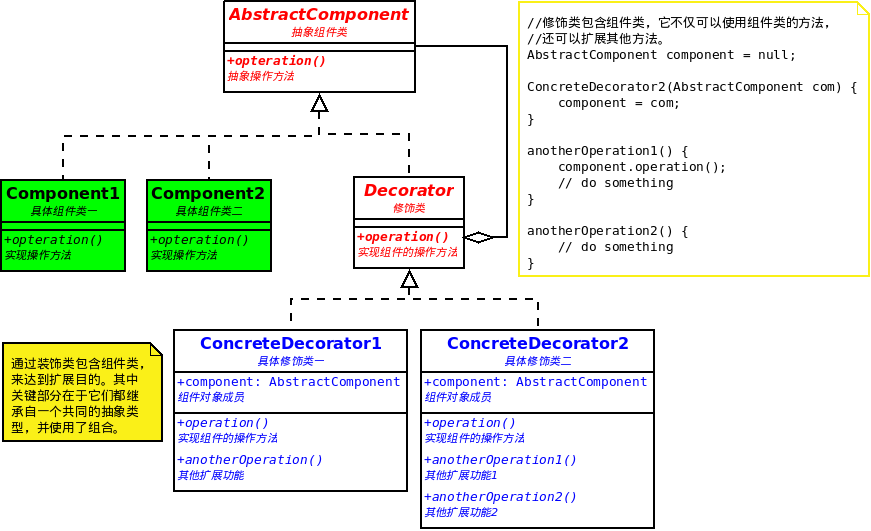 AbstractComponent
抽象组件类
+opteration()
抽象操作方法
//修饰类包含组件类，它不仅可以使用组件类的方法，
//还可以扩展其他方法。
AbstractComponent component = null;
ConcreteDecorator2(AbstractComponent com) {
component = com;
}
anotherOperation1() {
component.operation();
// do something
}
anotherOperation2() {
// do something
}
Component1
具体组件类一
+opteration()
实现操作方法
Component2
具体组件类二
+opteration()
实现操作方法
Decorator
修饰类
+operation()
实现组件的操作方法
通过装饰类包含组件类，
来达到扩展目的。其中
关键部分在于它们都继
承自一个共同的抽象类
型，并使用了组合。
ConcreteDecorator1
具体修饰类一
+component: AbstractComponent
组件对象成员
+operation()
实现组件的操作方法
+anotherOperation()
其他扩展功能
ConcreteDecorator2
具体修饰类二
+component: AbstractComponent
组件对象成员
+operation()
实现组件的操作方法
+anotherOperation1()
其他扩展功能1
+anotherOperation2()
其他扩展功能2